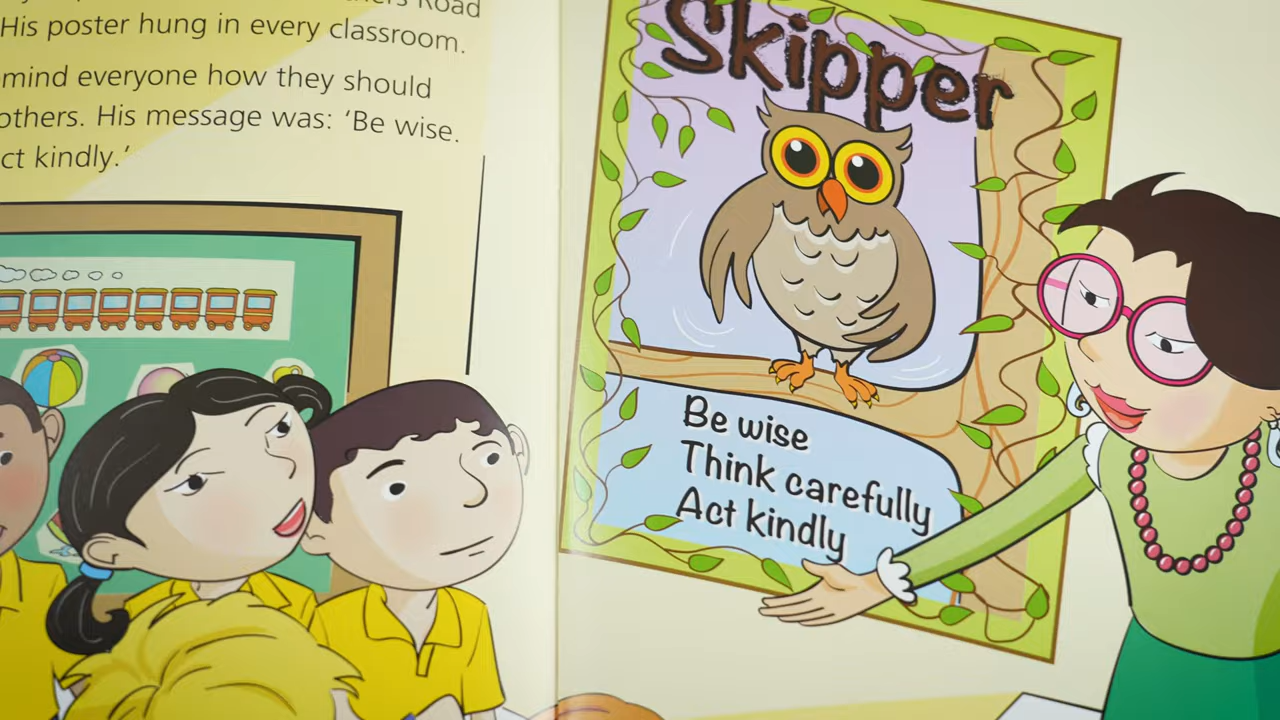 Road
His poster hung in every classroom.
mind everyone how they should
others. His message was: ‘Be wise.
ct kindly.’
Skipper
Be wise
Think carefully
Act kindly